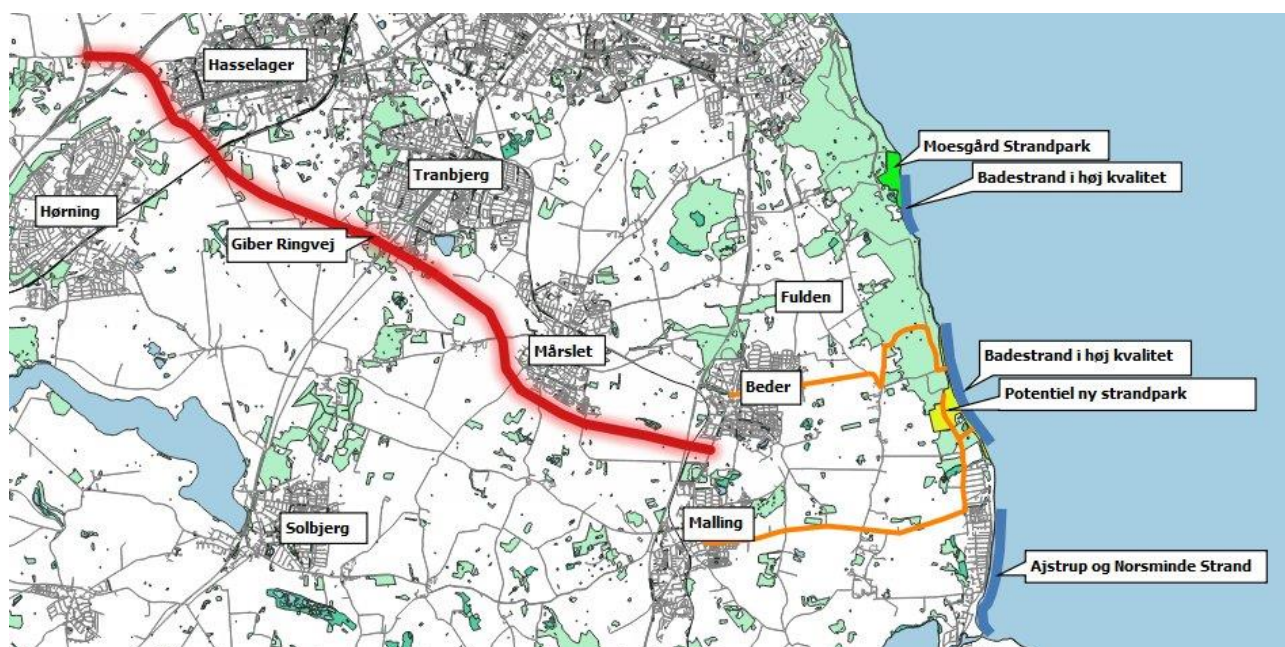 Hasselager
Moesgård Strandpark
Badestrand i høj kvalitet
Tranbjerg
Hørning
Giber Ringvej
Fulden
Mårslet
Badestrand i høj kvalitet
Beder
Potentiel ny strandpark
Malling
Solbjerg
Ajstrup og Norsminde Strand